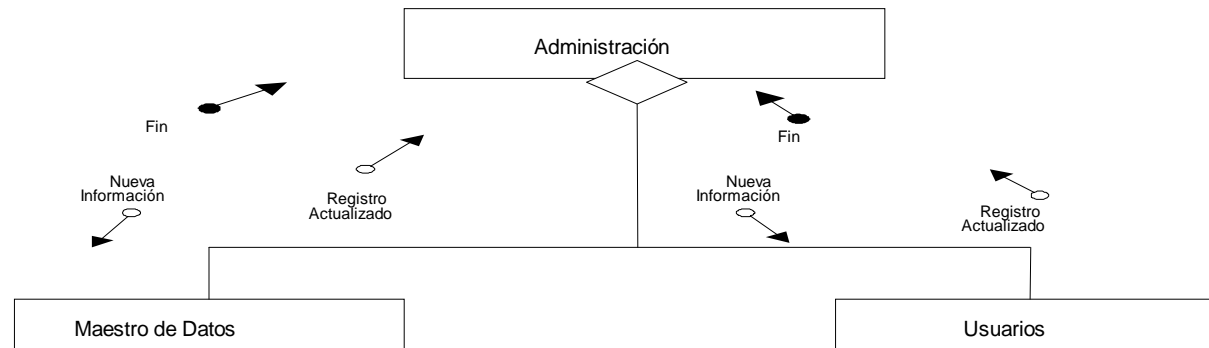 Administración
Fin
Fin
Nueva
Información
Registro
Actualizado
Nueva
Información
Registro
Actualizado
Maestro de Datos
Usuarios